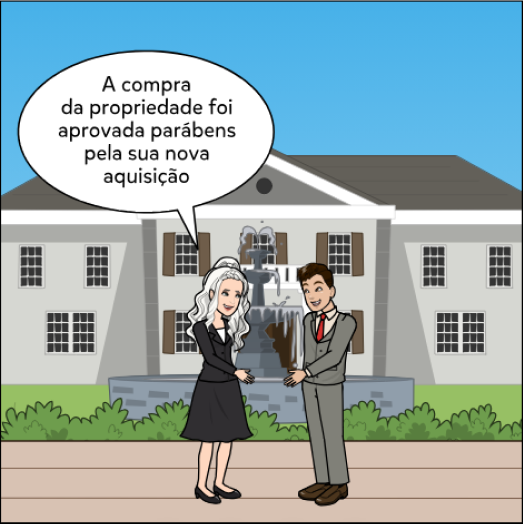 A compra
da propriedade foi
aprovada parábens
pela sua nova
aquisição